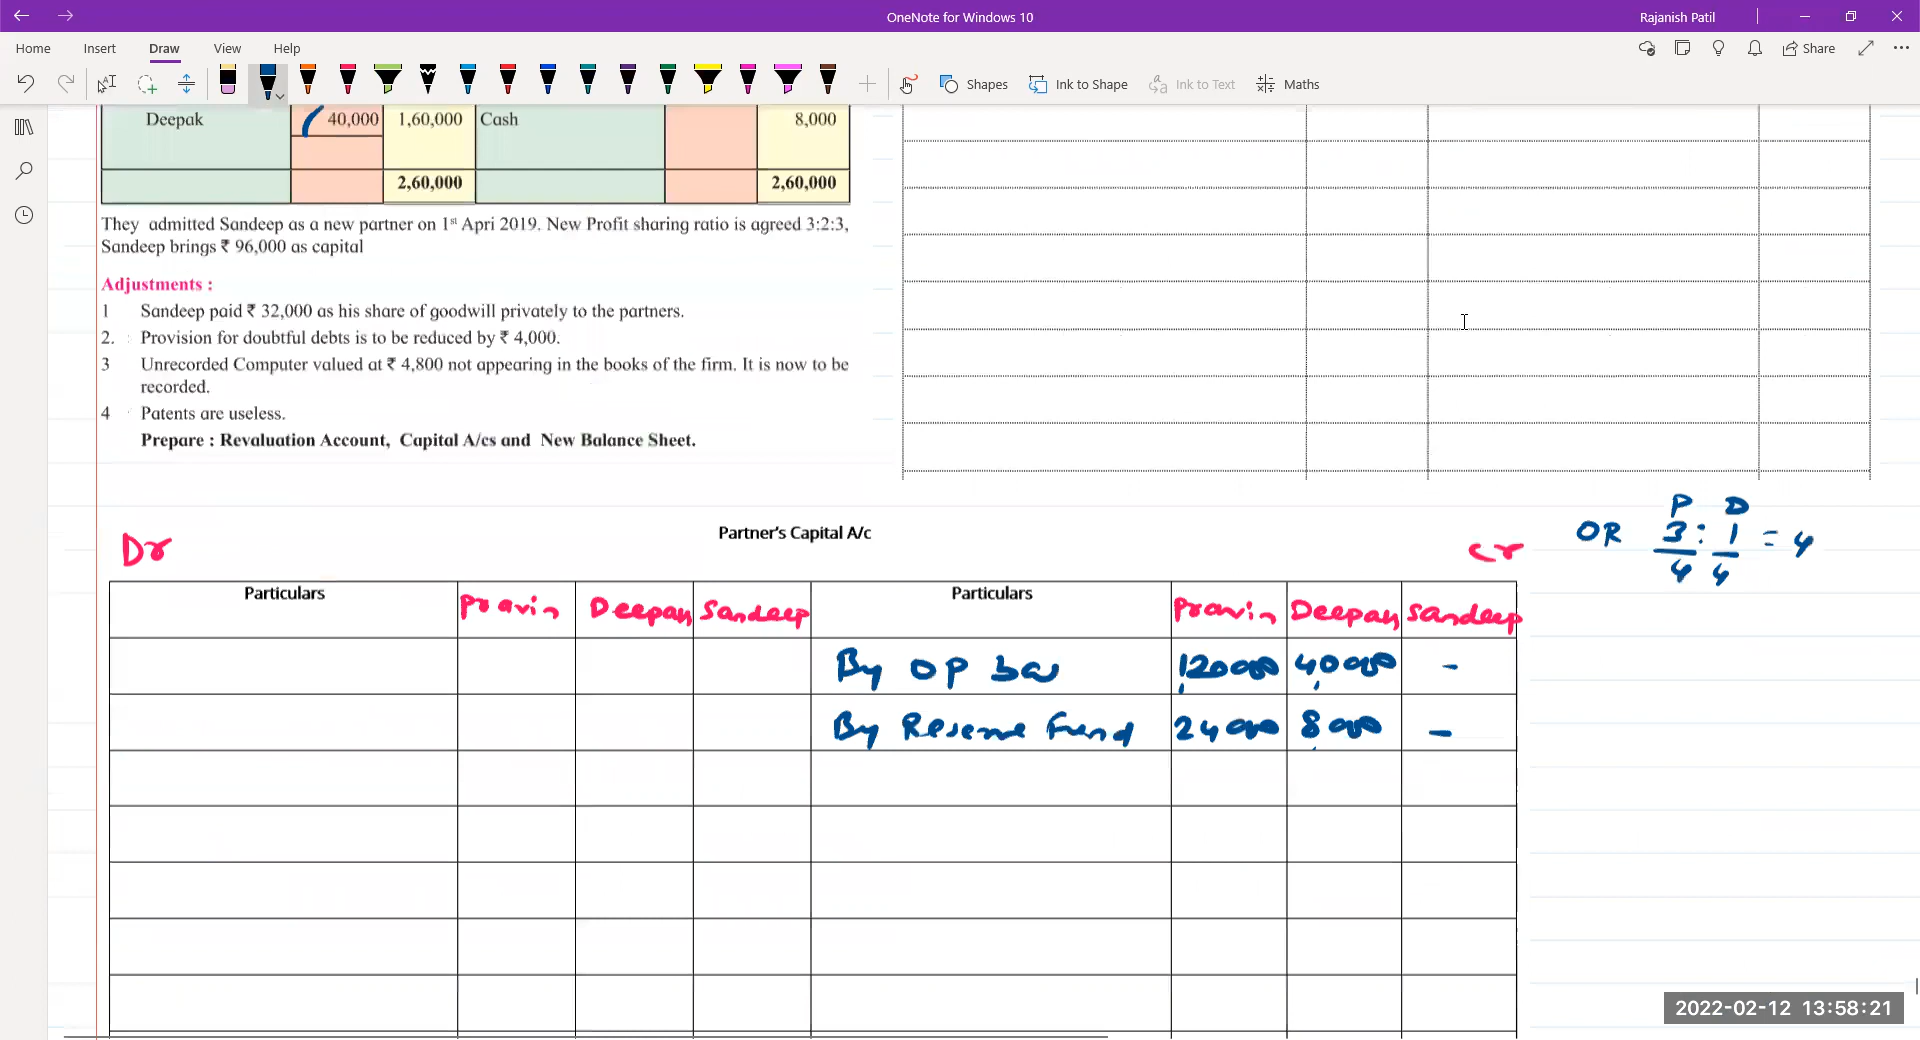 OneNote for Windows 10
Rajanish Patil
Home Insert Draw View Help
Share
Shapes Ink to Shape Ink to Text Maths
Deepak 40,000 1,60,000 Cash 8,000
2,60,000 2,60,000
They admitted Sandeep as a new partner on 1st Apri 2019. New Profit sharing ratio is agreed 3:2:3,
Sandeep brings ₹ 96,000 as capital
Adjustments :
1 Sandeep paid ₹ 32,000 as his share of goodwill privately to the partners.
2. Provision for doubtful debts is to be reduced by ₹ 4,000.
3 Unrecorded Computer valued at ₹ 4,800 not appearing in the books of the firm. It is now to be
recorded.
4 Patents are useless.
Prepare : Revaluation Account, Capital A/cs and New Balance Sheet.
P D
OR 3 : 1 = 4
4 4
Partner's Capital A/c
Dr Cr
Particulars Pravin Deepak Sandeep Particulars Pravin Deepak Sandeep
By op bal 120000 40000 -
By Reserve Fund 24000 8000 -
2022-02-12 13:58:21